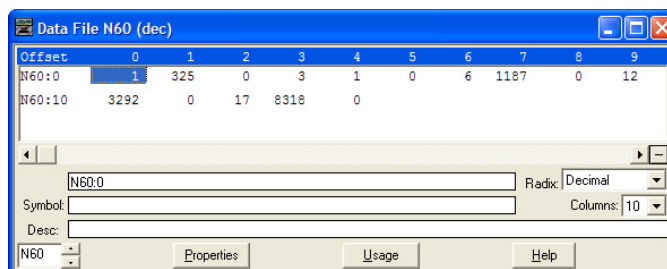 Data File N60 (dec)
Offset 0 1 2 3 4 5 6 7 8 9
N60:0 1 325 0 3 1 0 6 1187 0 12
N60:10 3292 0 17 8318 0
N60:0 Radix: Decimal
Symbol: Columns: 10
Desc:
N60 Properties Usage Help